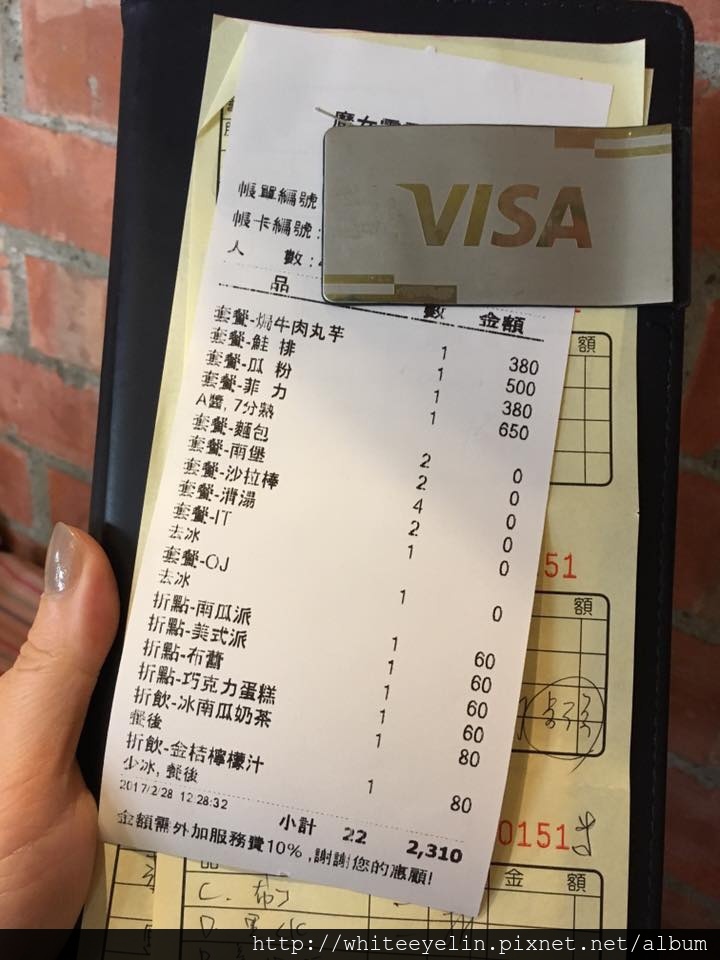 魔女
VISA
帳單編號
帳卡編號:
人 數:4
品 數 金額
套餐-焗牛肉丸芋 1 380
套餐-鮭 排 1 500
套餐-瓜 粉 1 380
套餐-菲 力 1 650
A醬, 7分熟
套餐-麵包 2 0
套餐-南堡 2 0
套餐-沙拉棒 4 0
套餐-清湯 2 0
套餐-IT 1 0
去冰
套餐-OJ 1 0
去冰
折點-南瓜派 1 60
折點-美式派 1 60
折點-布蕾 1 60
折點-巧克力蛋糕 1 60
折飲-冰南瓜奶茶 1 80
餐後
折飲-金桔檸檬汁 1 80
少冰, 餐後
2017/2/28 12:28:32
小計 22 2,310
金額需外加服務費10% ,謝謝您的惠顧!
額
151
額
0151
品 金 額
C.
D.
http://whiteeyelin.pixnet.net/album